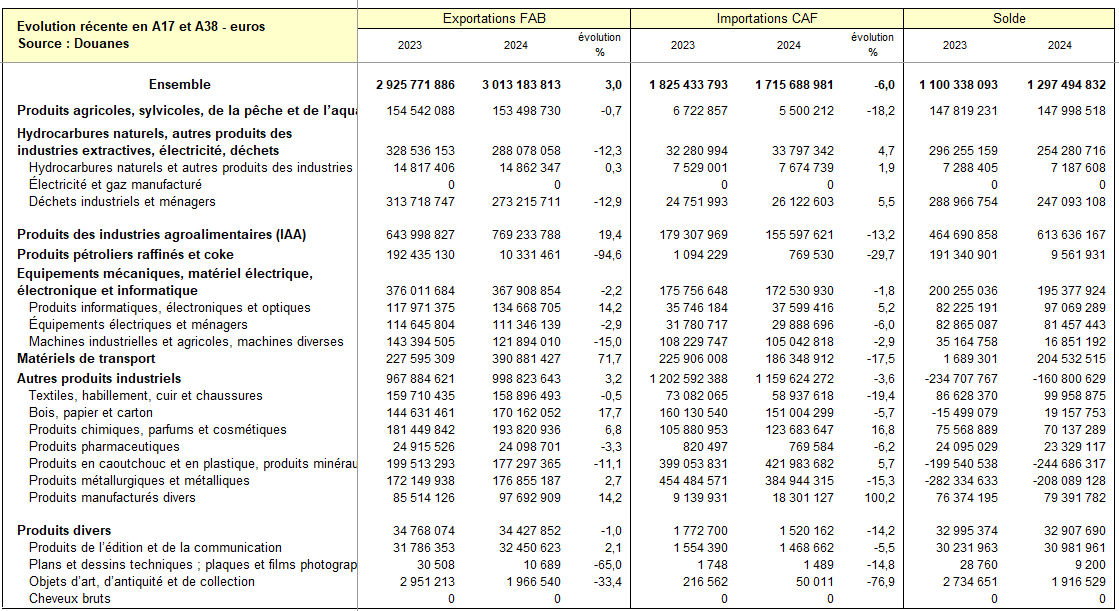 Evolution récente en A17 et A38 - euros
Source : Douanes
Exportations FAB Importations CAF Solde
2023 2024 évolution % 2023 2024 évolution % 2023 2024
Ensemble 2 925 771 886 3 013 183 813 3,0 1 825 433 793 1 715 688 981 -6,0 1 100 338 093 1 297 494 832
Produits agricoles, sylvicoles, de la pêche et de l'aqua 154 542 088 153 498 730 -0,7 6 722 857 5 500 212 -18,2 147 819 231 147 998 518
Hydrocarbures naturels, autres produits des
industries extractives, électricité, déchets 328 536 153 288 078 058 -12,3 32 280 994 33 797 342 4,7 296 255 159 254 280 716
Hydrocarbures naturels et autres produits des industries 14 817 406 14 862 347 0,3 7 529 001 7 674 739 1,9 7 288 405 7 187 608
Électricité et gaz manufacturé 0 0 0 0 0 0
Déchets industriels et ménagers 313 718 747 273 215 711 -12,9 24 751 993 26 122 603 5,5 288 966 754 247 093 108
Produits des industries agroalimentaires (IAA) 643 998 827 769 233 788 19,4 179 307 969 155 597 621 -13,2 464 690 858 613 636 167
Produits pétroliers raffinés et coke 192 435 130 10 331 461 -94,6 1 094 229 769 530 -29,7 191 340 901 9 561 931
Equipements mécaniques, matériel électrique,
électronique et informatique 376 011 684 367 908 854 -2,2 175 756 648 172 530 930 -1,8 200 255 036 195 377 924
Produits informatiques, électroniques et optiques 117 971 375 134 668 705 14,2 35 746 184 37 599 416 5,2 82 225 191 97 069 289
Équipements électriques et ménagers 114 645 804 111 346 139 -2,9 31 780 717 29 888 696 -6,0 82 865 087 81 457 443
Machines industrielles et agricoles, machines diverses 143 394 505 121 894 010 -15,0 108 229 747 105 042 818 -2,9 35 164 758 16 851 192
Matériels de transport 227 595 309 390 881 427 71,7 225 906 008 186 348 912 -17,5 1 689 301 204 532 515
Autres produits industriels 967 884 621 998 823 643 3,2 1 202 592 388 1 159 624 272 -3,6 -234 707 767 -160 800 629
Textiles, habillement, cuir et chaussures 159 710 435 158 896 493 -0,5 73 082 065 58 937 618 -19,4 86 628 370 99 958 875
Bois, papier et carton 144 631 461 170 162 052 17,7 160 130 540 151 004 299 -5,7 -15 499 079 19 157 753
Produits chimiques, parfums et cosmétiques 181 449 842 193 820 936 6,8 105 880 953 123 683 647 16,8 75 568 889 70 137 289
Produits pharmaceutiques 24 915 526 24 098 701 -3,3 820 497 769 584 -6,2 24 095 029 23 329 117
Produits en caoutchouc et en plastique, produits minérau 199 513 293 177 297 365 -11,1 399 053 831 421 983 682 5,7 -199 540 538 -244 686 317
Produits métallurgiques et métalliques 172 149 938 176 855 187 2,7 454 484 571 384 944 315 -15,3 -282 334 633 -208 089 128
Produits manufacturés divers 85 514 126 97 692 909 14,2 9 139 931 18 301 127 100,2 76 374 195 79 391 782
Produits divers 34 768 074 34 427 852 -1,0 1 772 700 1 520 162 -14,2 32 995 374 32 907 690
Produits de l'édition et de la communication 31 786 353 32 450 623 2,1 1 554 390 1 468 662 -5,5 30 231 963 30 981 961
Plans et dessins techniques ; plaques et films photograp 30 508 10 689 -65,0 1 748 1 489 -14,8 28 760 9 200
Objets d'art, d'antiquité et de collection 2 951 213 1 966 540 -33,4 216 562 50 011 -76,9 2 734 651 1 916 529
Cheveux bruts 0 0 0 0 0 0